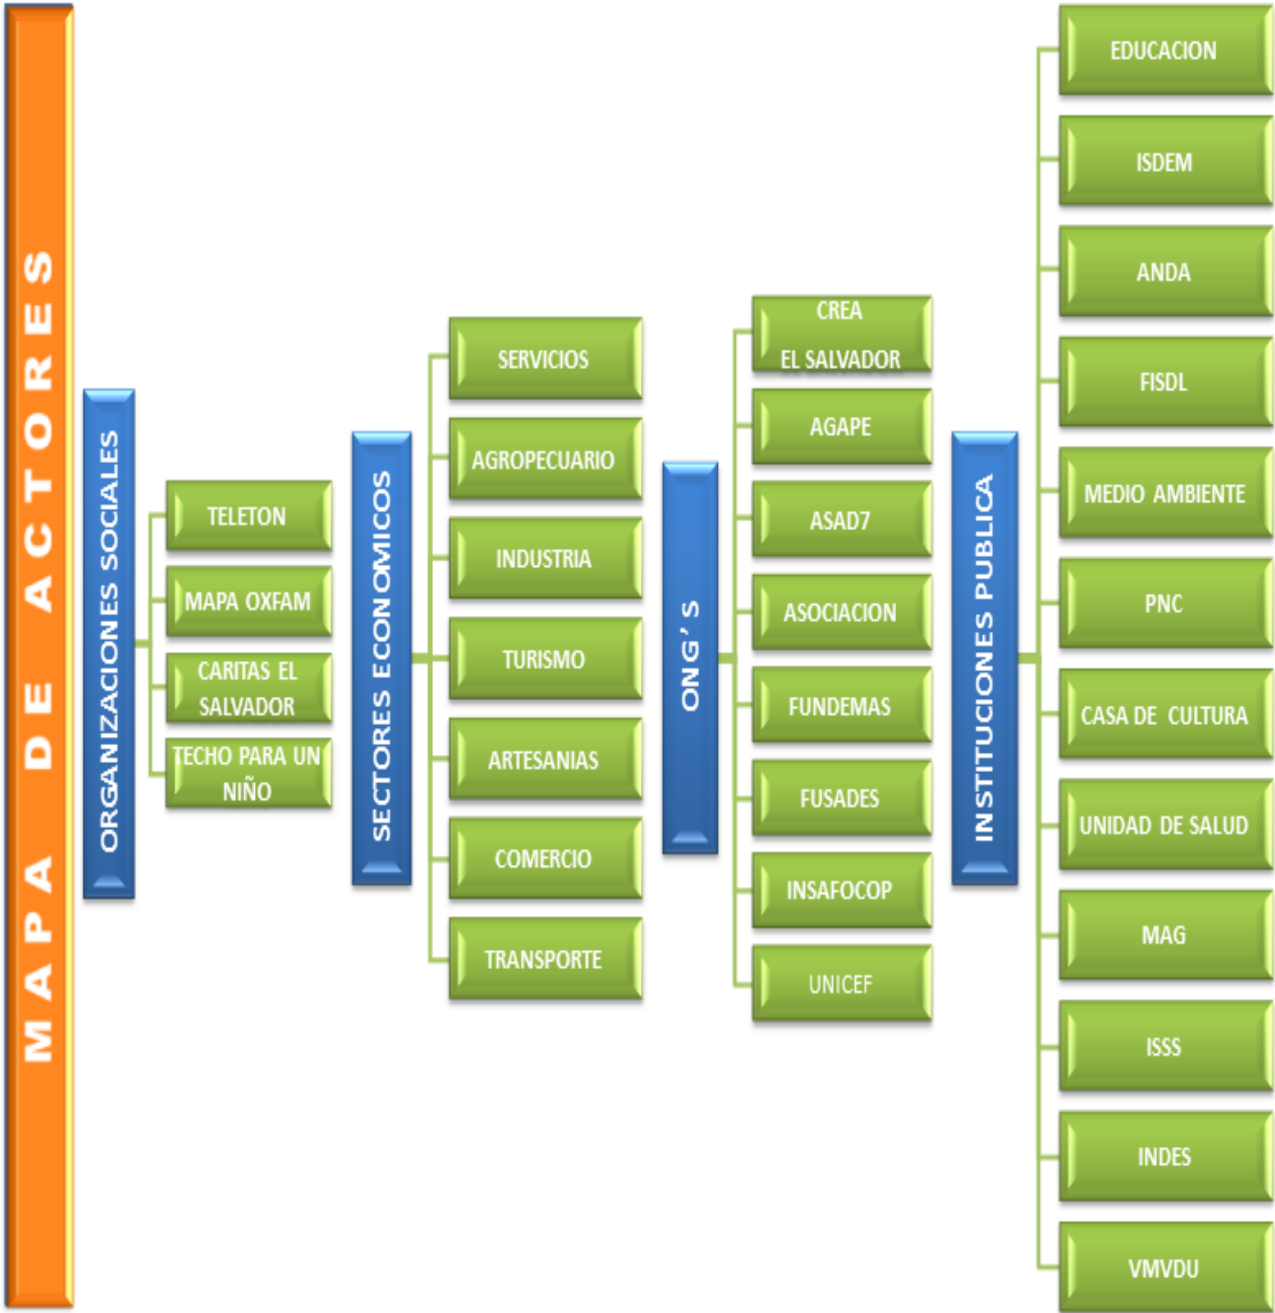 MAPA DE ACTORES
ORGANIZACIONES SOCIALES
TELETON
MAPA OXFAM
CARITAS EL
SALVADOR
TECHO PARA UN
NIÑO
SECTORES ECONOMICOS
SERVICIOS
AGROPECUARIO
INDUSTRIA
TURISMO
ARTESANIAS
COMERCIO
TRANSPORTE
ONG'S
CREA
EL SALVADOR
AGAPE
ASAD7
ASOCIACION
FUNDEMAS
FUSADES
INSAFOCOP
UNICEF
INSTITUCIONES PUBLICA
EDUCACION
ISDEM
ANDA
FISDL
MEDIO AMBIENTE
PNC
CASA DE CULTURA
UNIDAD DE SALUD
MAG
ISSS
INDES
VMVDU